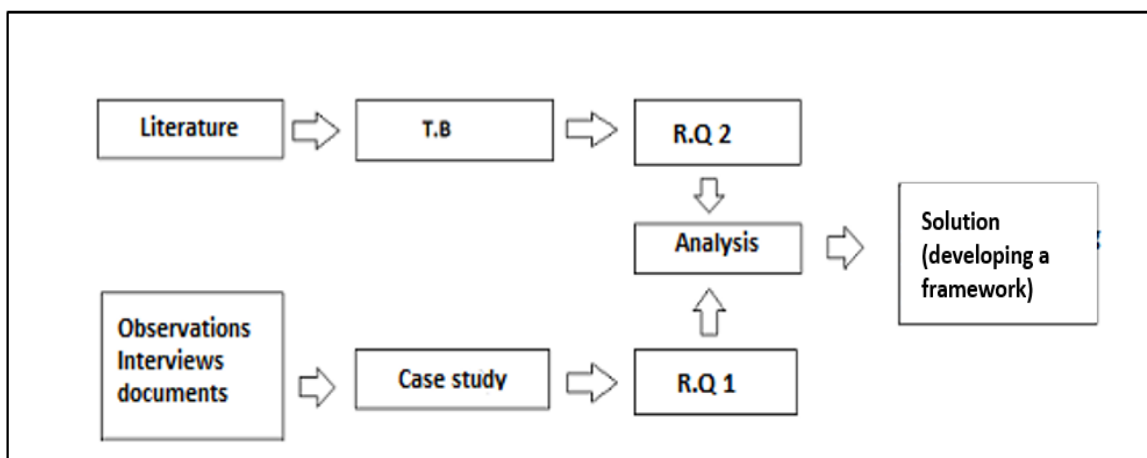 Literature
T.B
R.Q 2
Analysis
Solution
(developing a
framework)
Observations
Interviews
documents
Case study
R.Q 1